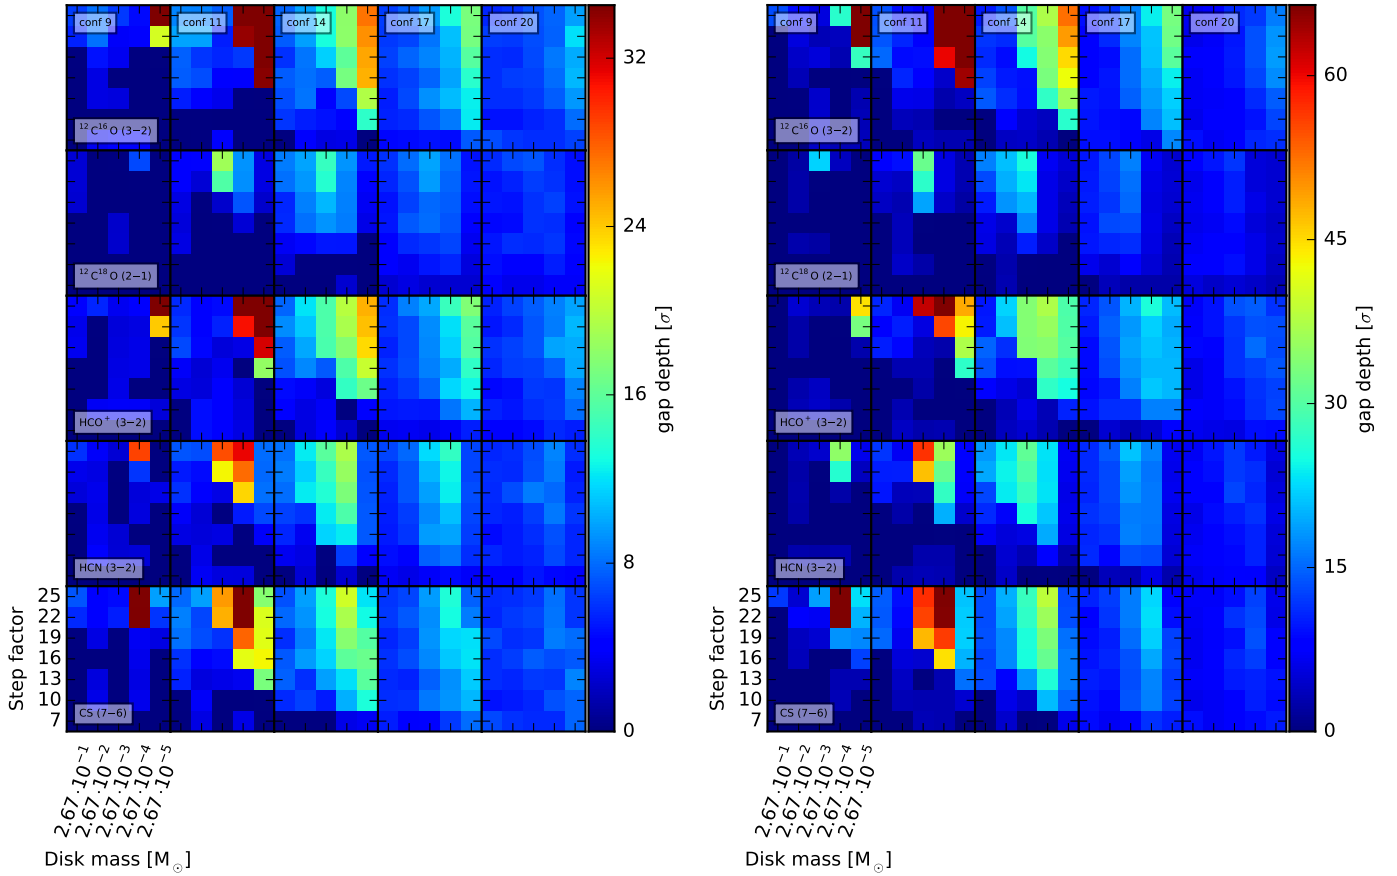 conf 9 conf 11 conf 14 conf 17 conf 20
¹²C¹⁶O (3−2)
¹²C¹⁸O (2−1)
HCO⁺ (3−2)
HCN (3−2)
CS (7−6)
32
24
16
8
0
gap depth [σ]
Step factor
25
22
19
16
13
10
7
2.67·10⁻¹
2.67·10⁻²
2.67·10⁻³
2.67·10⁻⁴
2.67·10⁻⁵
Disk mass [M☉]
conf 9 conf 11 conf 14 conf 17 conf 20
¹²C¹⁶O (3−2)
¹²C¹⁸O (2−1)
HCO⁺ (3−2)
HCN (3−2)
CS (7−6)
60
45
30
15
0
gap depth [σ]
Step factor
25
22
19
16
13
10
7
2.67·10⁻¹
2.67·10⁻²
2.67·10⁻³
2.67·10⁻⁴
2.67·10⁻⁵
Disk mass [M☉]